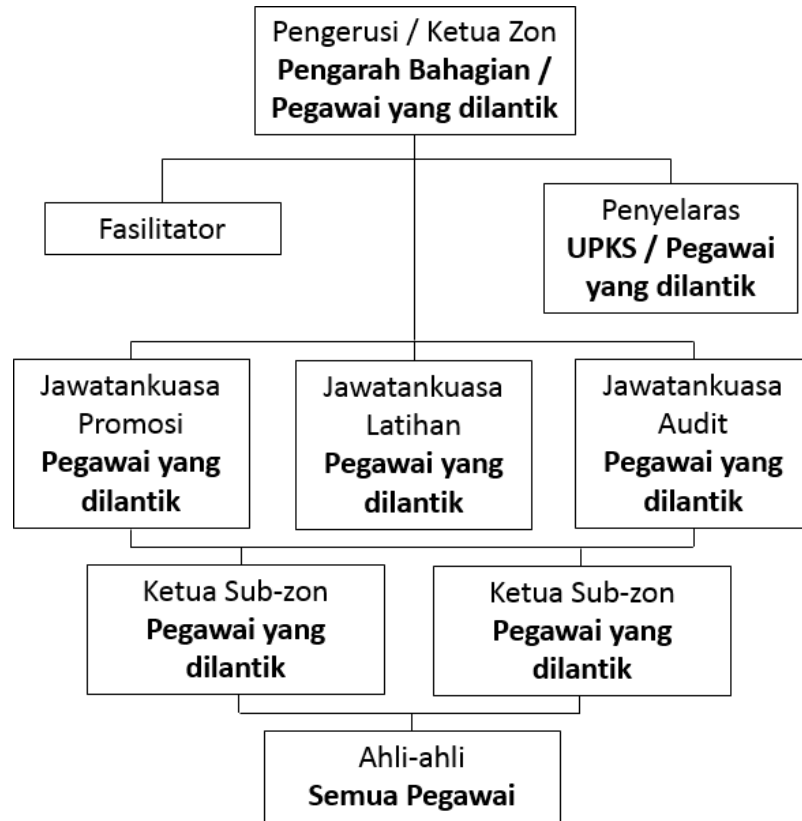 Pengerusi / Ketua Zon
Pengarah Bahagian /
Pegawai yang dilantik
Fasilitator
Penyelaras
UPKS / Pegawai
yang dilantik
Jawatankuasa
Promosi
Pegawai yang
dilantik
Jawatankuasa
Latihan
Pegawai yang
dilantik
Jawatankuasa
Audit
Pegawai yang
dilantik
Ketua Sub-zon
Pegawai yang
dilantik
Ketua Sub-zon
Pegawai yang
dilantik
Ahli-ahli
Semua Pegawai